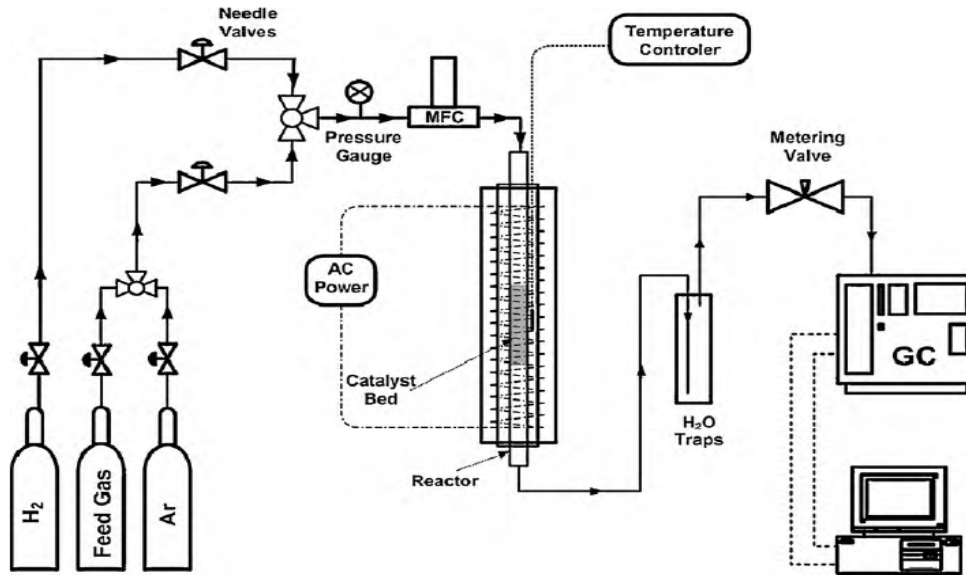 Needle
Valves
Temperature
Controler
MFC
Pressure
Gauge
Metering
Valve
AC
Power
GC
Catalyst
Bed
H₂O
Traps
Reactor
H₂
Feed Gas
Ar